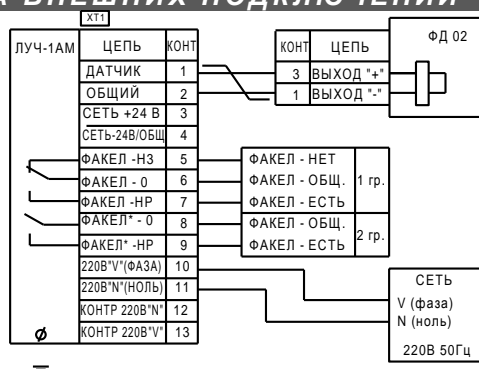 А ВНЕШНИХ ПОДКЛЮЧЕНИЙ
XT1
ЛУЧ-1АМ
ЦЕПЬ КОНТ
ДАТЧИК 1
ОБЩИЙ 2
СЕТЬ +24 В 3
СЕТЬ-24В/ОБЩ 4
ФАКЕЛ -НЗ 5
ФАКЕЛ - 0 6
ФАКЕЛ -НР 7
ФАКЕЛ* - 0 8
ФАКЕЛ* -НР 9
220В"V"(ФАЗА) 10
220В"N"(НОЛЬ) 11
КОНТР 220В"N" 12
КОНТР 220В"V" 13
Ø
КОНТ ЦЕПЬ
3 ВЫХОД "+"
1 ВЫХОД "-"
ФД 02
ФАКЕЛ - НЕТ
ФАКЕЛ - ОБЩ.
ФАКЕЛ - ЕСТЬ
1 гр.
ФАКЕЛ - ОБЩ.
ФАКЕЛ - ЕСТЬ
2 гр.
СЕТЬ
V (фаза)
N (ноль)
220В 50Гц